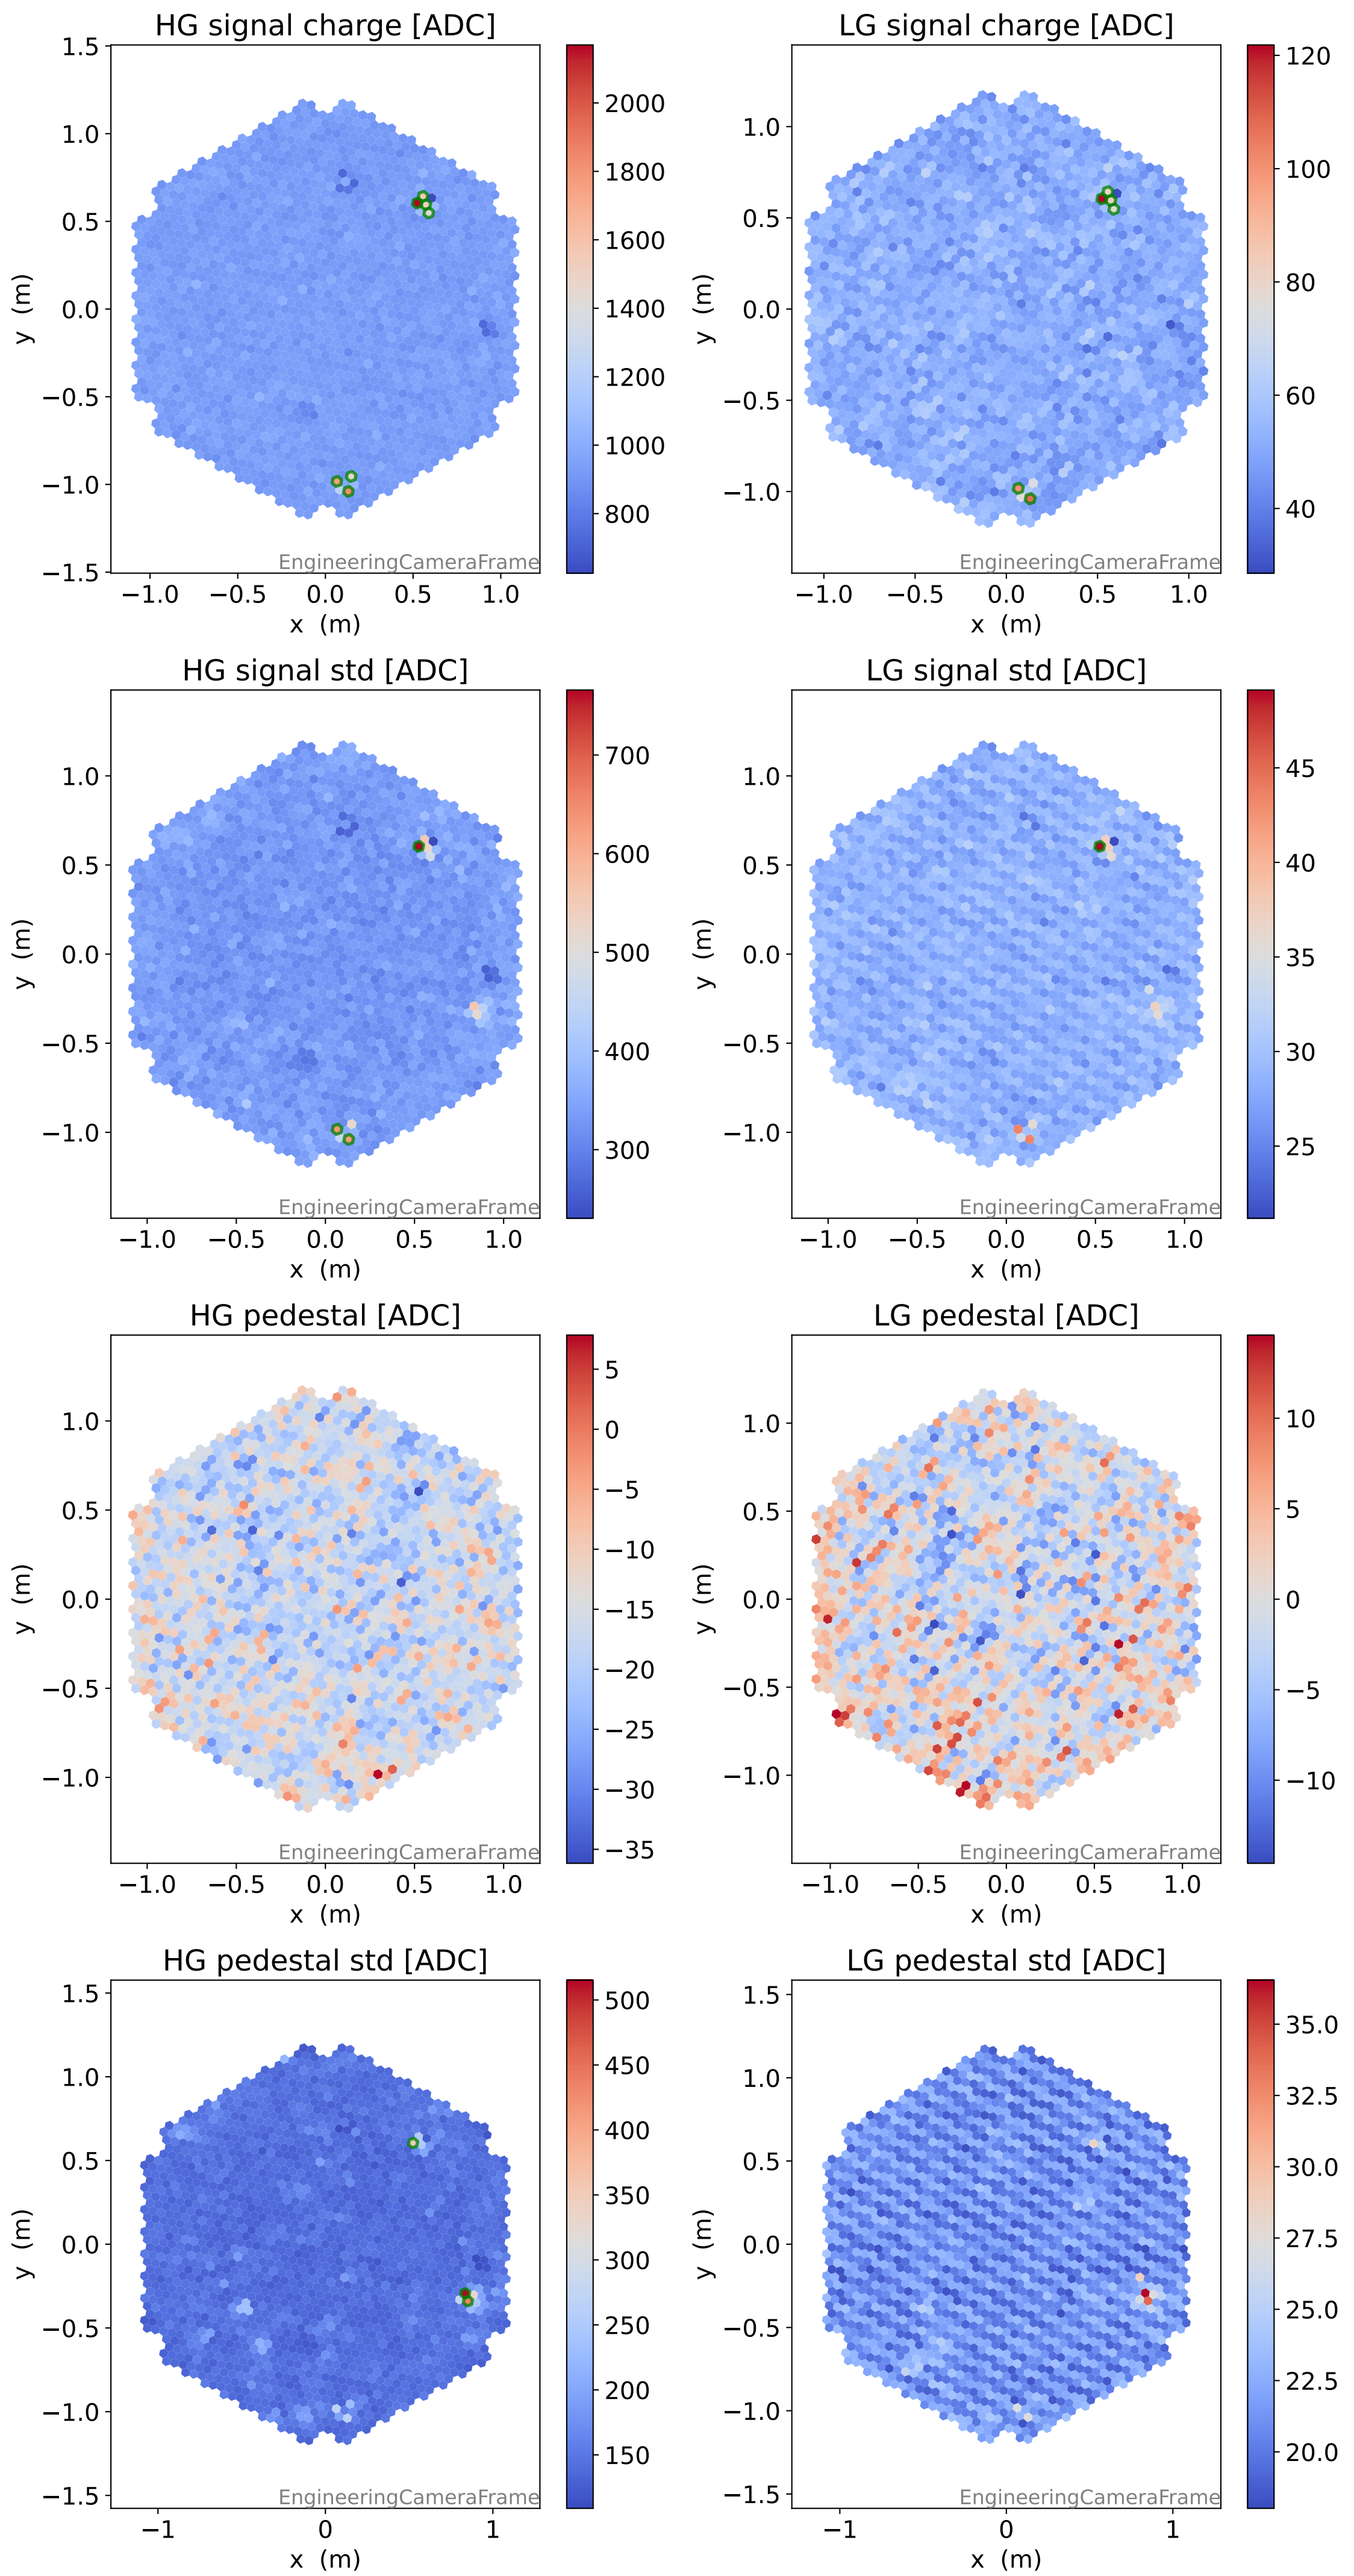 HG signal charge [ADC]
1.5
1.0
0.5
0.0
−0.5
−1.0
−1.5
y (m)
−1.0 −0.5 0.0 0.5 1.0
x (m)
EngineeringCameraFrame
2000
1800
1600
1400
1200
1000
800
LG signal charge [ADC]
1.0
0.5
0.0
−0.5
−1.0
y (m)
−1.0 −0.5 0.0 0.5 1.0
x (m)
EngineeringCameraFrame
120
100
80
60
40
HG signal std [ADC]
1.0
0.5
0.0
−0.5
−1.0
y (m)
−1.0 −0.5 0.0 0.5 1.0
x (m)
EngineeringCameraFrame
700
600
500
400
300
LG signal std [ADC]
1.0
0.5
0.0
−0.5
−1.0
y (m)
−1.0 −0.5 0.0 0.5 1.0
x (m)
EngineeringCameraFrame
45
40
35
30
25
HG pedestal [ADC]
1.0
0.5
0.0
−0.5
−1.0
y (m)
−1.0 −0.5 0.0 0.5 1.0
x (m)
EngineeringCameraFrame
5
0
−5
−10
−15
−20
−25
−30
−35
LG pedestal [ADC]
1.0
0.5
0.0
−0.5
−1.0
y (m)
−1.0 −0.5 0.0 0.5 1.0
x (m)
EngineeringCameraFrame
10
5
0
−5
−10
HG pedestal std [ADC]
1.5
1.0
0.5
0.0
−0.5
−1.0
−1.5
y (m)
−1 0 1
x (m)
EngineeringCameraFrame
500
450
400
350
300
250
200
150
LG pedestal std [ADC]
1.5
1.0
0.5
0.0
−0.5
−1.0
−1.5
y (m)
−1 0 1
x (m)
EngineeringCameraFrame
35.0
32.5
30.0
27.5
25.0
22.5
20.0